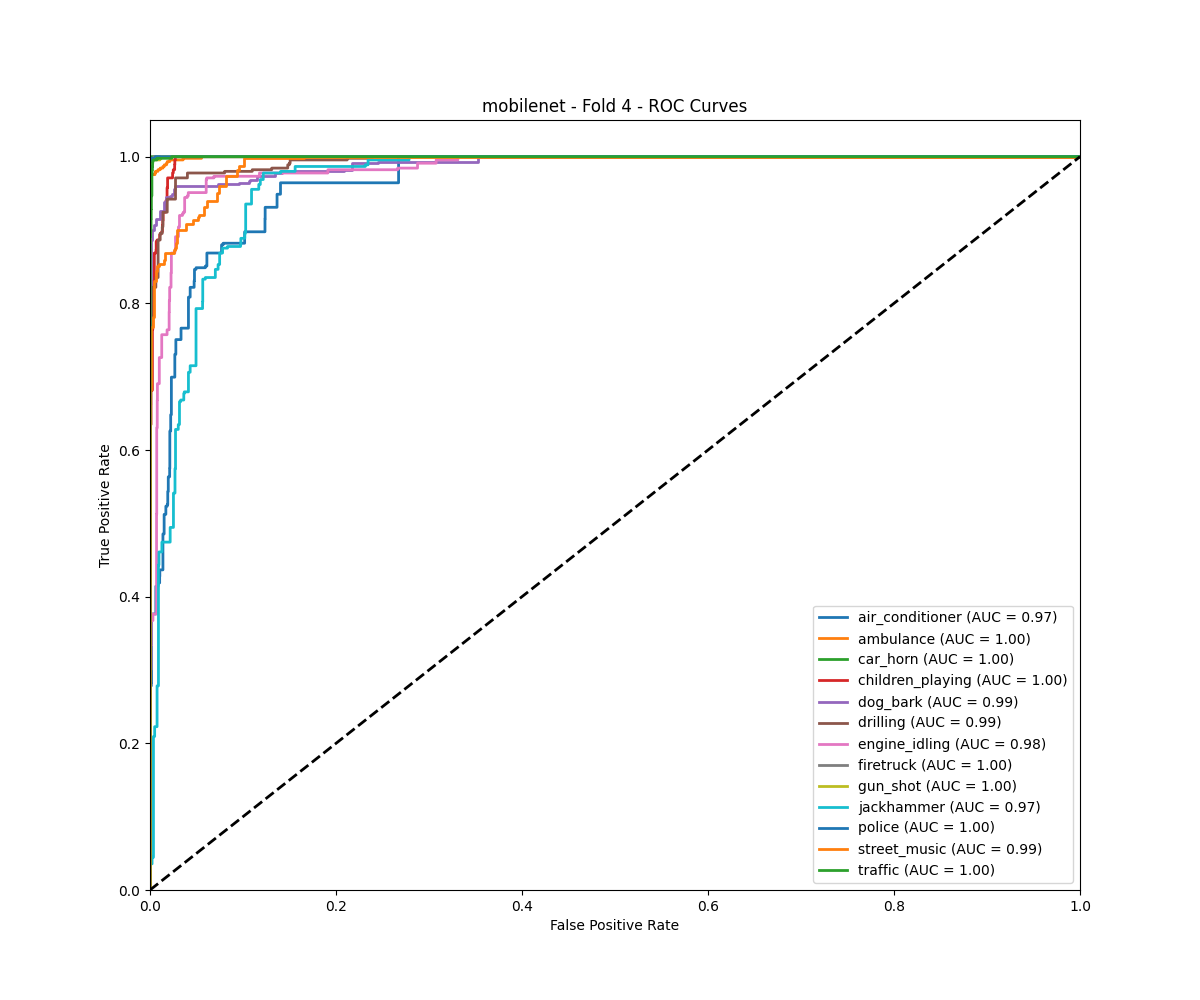 mobilenet - Fold 4 - ROC Curves
1.0
0.8
0.6
0.4
0.2
0.0
True Positive Rate
0.0 0.2 0.4 0.6 0.8 1.0
False Positive Rate
air_conditioner (AUC = 0.97)
ambulance (AUC = 1.00)
car_horn (AUC = 1.00)
children_playing (AUC = 1.00)
dog_bark (AUC = 0.99)
drilling (AUC = 0.99)
engine_idling (AUC = 0.98)
firetruck (AUC = 1.00)
gun_shot (AUC = 1.00)
jackhammer (AUC = 0.97)
police (AUC = 1.00)
street_music (AUC = 0.99)
traffic (AUC = 1.00)